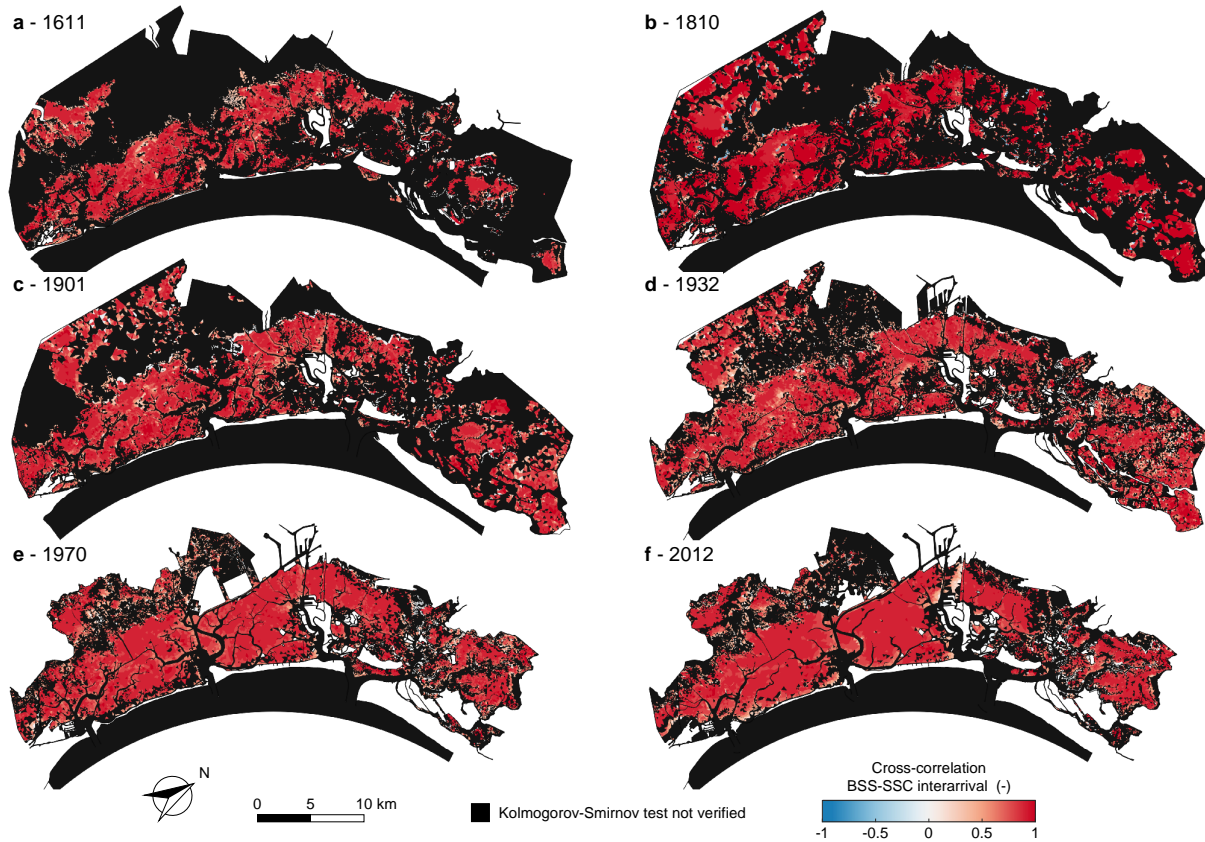 a - 1611
b - 1810
c - 1901
d - 1932
e - 1970
f - 2012
N
0 5 10 km
Kolmogorov-Smirnov test not verified
Cross-correlation
BSS-SSC interarrival (-)
-1 -0.5 0 0.5 1